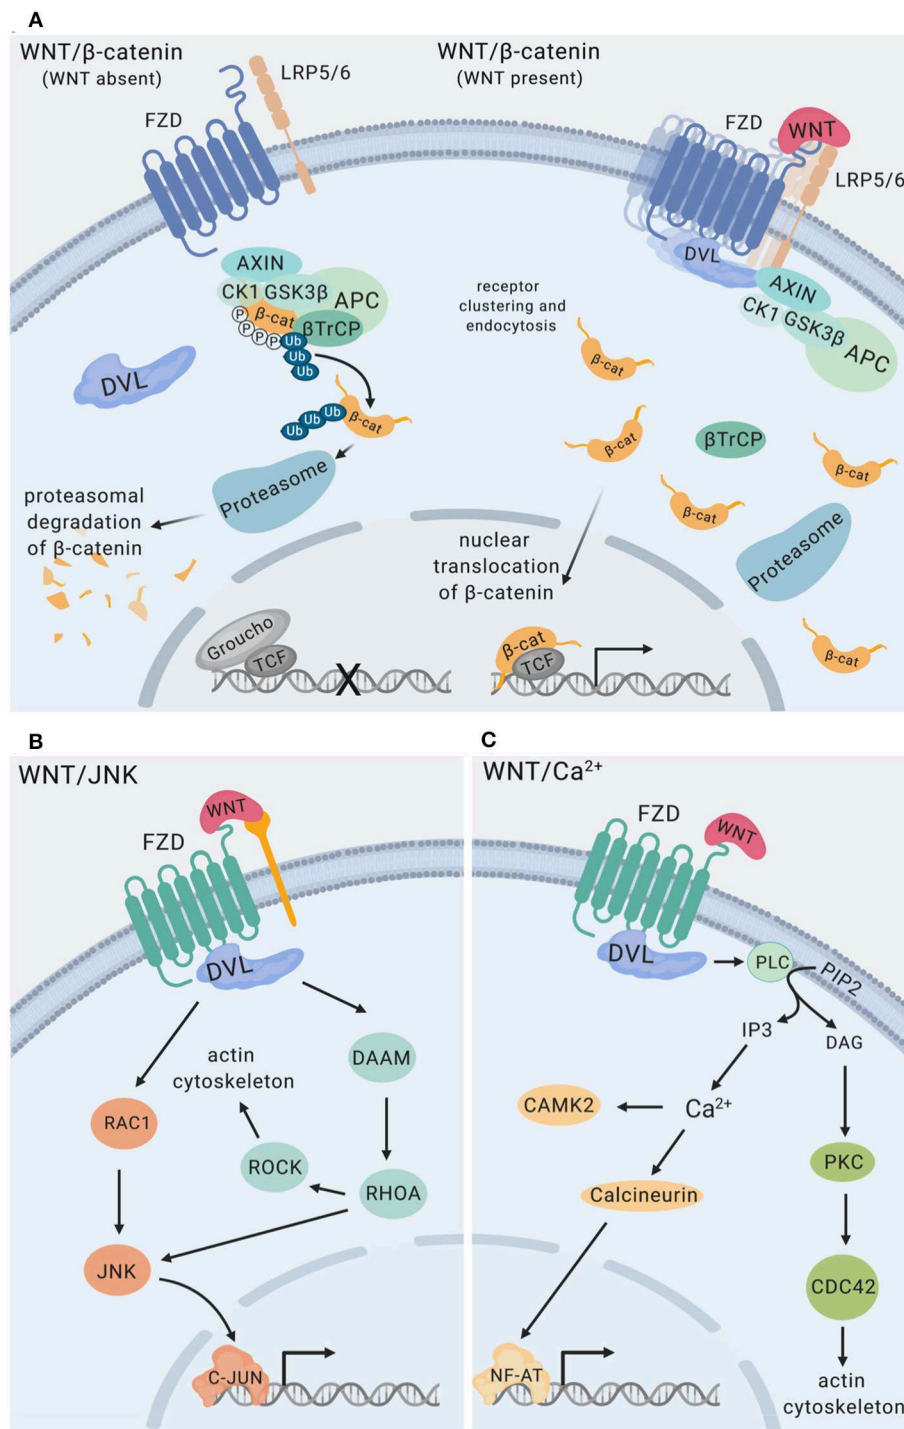 A
WNT/β-catenin
(WNT absent)
LRP5/6
FZD
WNT/β-catenin
(WNT present)
FZD
WNT
LRP5/6
AXIN
CK1 GSK3β
APC
β-cat
βTrCP
P
P
P
P
Ub
Ub
Ub
DVL
Ub
Ub
Ub
β-cat
Proteasome
proteasomal
degradation
of β-catenin
receptor
clustering and
endocytosis
DVL
AXIN
CK1 GSK3β
APC
β-cat
β-cat
βTrCP
β-cat
β-cat
Proteasome
β-cat
nuclear
translocation
of β-catenin
Groucho
TCF
X
β-cat
TCF
B
WNT/JNK
WNT
FZD
DVL
DAAM
actin
cytoskeleton
RAC1
ROCK
RHOA
JNK
C-JUN
C
WNT/Ca²⁺
FZD
WNT
DVL
PLC
PIP2
IP3
DAG
CAMK2
Ca²⁺
PKC
Calcineurin
CDC42
NF-AT
actin
cytoskeleton